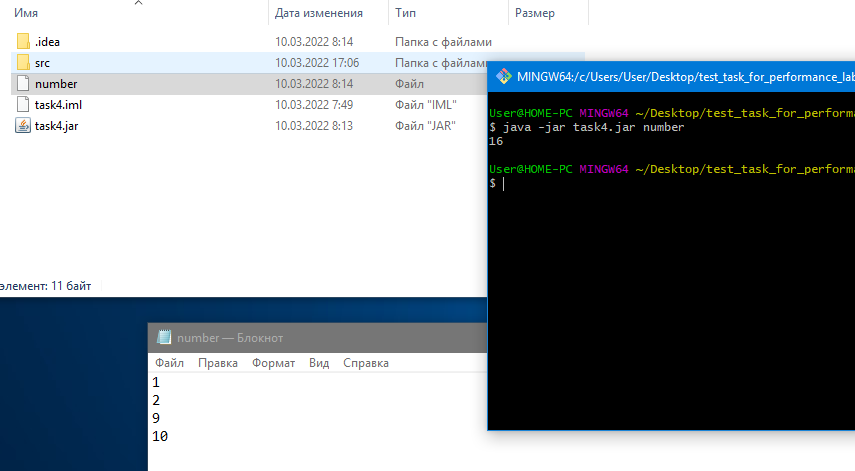 Имя Дата изменения Тип Размер
.idea 10.03.2022 8:14 Папка с файлами
src 10.03.2022 17:06 Папка с файлами
number 10.03.2022 8:14 Файл
task4.iml 10.03.2022 7:49 Файл "IML"
task4.jar 10.03.2022 8:13 Файл "JAR"
элемент: 11 байт
MINGW64:/c/Users/User/Desktop/test_task_for_performance_lab
User@HOME-PC MINGW64 ~/Desktop/test_task_for_performa
$ java -jar task4.jar number
16
User@HOME-PC MINGW64 ~/Desktop/test_task_for_performa
$
number — Блокнот
Файл Правка Формат Вид Справка
1
2
9
10